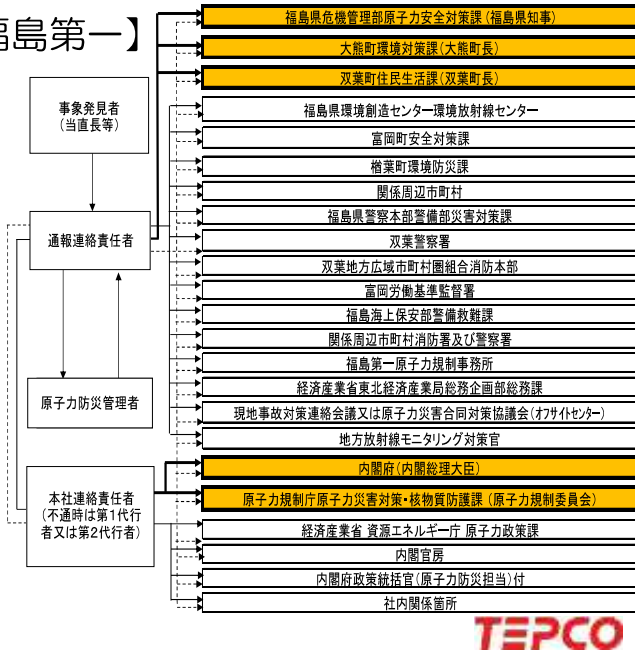 福島第一】
福島県危機管理部原子力安全対策課(福島県知事)
大熊町環境対策課(大熊町長)
双葉町住民生活課(双葉町長)
事象発見者
(当直長等)
福島県環境創造センター環境放射線センター
富岡町安全対策課
楢葉町環境防災課
関係周辺市町村
福島県警察本部警備部災害対策課
通報連絡責任者
双葉警察署
双葉地方広域市町村圏組合消防本部
富岡労働基準監督署
福島海上保安部警備救難課
関係周辺市町村消防署及び警察署
福島第一原子力規制事務所
原子力防災管理者
経済産業省東北経済産業局総務企画部総務課
現地事故対策連絡会議又は原子力災害合同対策協議会(オフサイトセンター)
地方放射線モニタリング対策官
内閣府(内閣総理大臣)
本社連絡責任者
(不通時は第1代行
者又は第2代行者)
原子力規制庁原子力災害対策・核物質防護課(原子力規制委員会)
経済産業省 資源エネルギー庁 原子力政策課
内閣官房
内閣府政策統括官(原子力防災担当)付
社内関係箇所
TEPCO